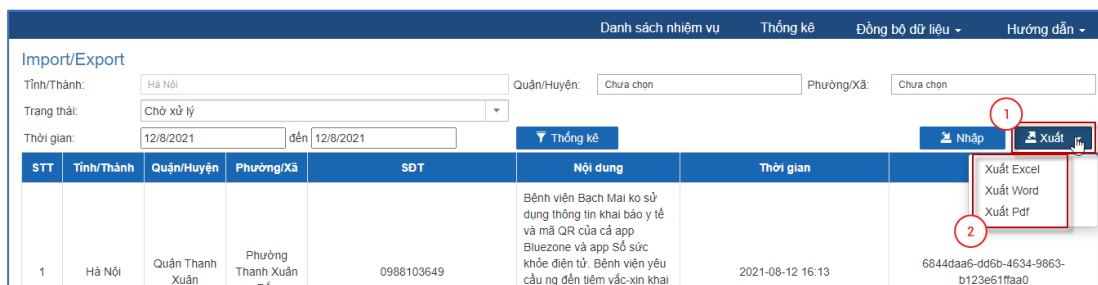 Danh sách nhiệm vụ Thống kê Đồng bộ dữ liệu Hướng dẫn
Import/Export
Tỉnh/Thành: Hà Nội Quận/Huyện: Chưa chọn Phường/Xã: Chưa chọn
Trạng thái: Chờ xử lý
1
Thời gian: 12/8/2021 đến 12/8/2021 Thống kê Nhập Xuất
STT Tỉnh/Thành Quận/Huyện Phường/Xã SĐT Nội dung Thời gian
Xuất Excel
Xuất Word
Xuất Pdf
2
1 Hà Nội Quận Thanh Xuân Phường Thanh Xuân 0988103649
Bệnh viện Bạch Mai ko sử
dụng thông tin khai báo y tế
và mã QR của cả app
Bluezone và app Sổ sức
khỏe điện tử. Bệnh viện yêu
cầu ng đến tiêm vắc-xin khai
2021-08-12 16:13
6844daa6-dd6b-4634-9863-
b123e61ffaa0